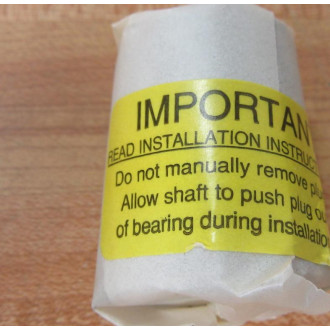 IMPORTAN
READ INSTALLATION INSTRUC
Do not manually remove plu
Allow shaft to push plug ou
of bearing during installatio